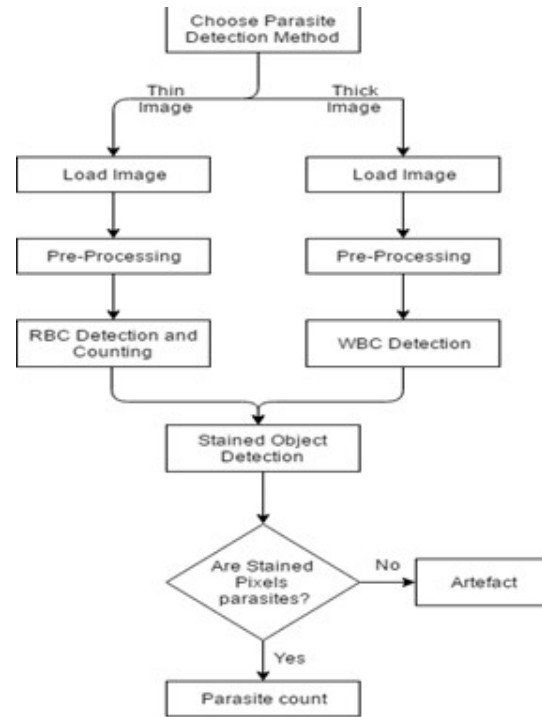 Choose Parasite
Detection Method
Thin
Image
Thick
Image
Load Image
Load Image
Pre-Processing
Pre-Processing
RBC Detection and
Counting
WBC Detection
Stained Object
Detection
Are Stained
Pixels
parasites?
No
Artefact
Yes
Parasite count